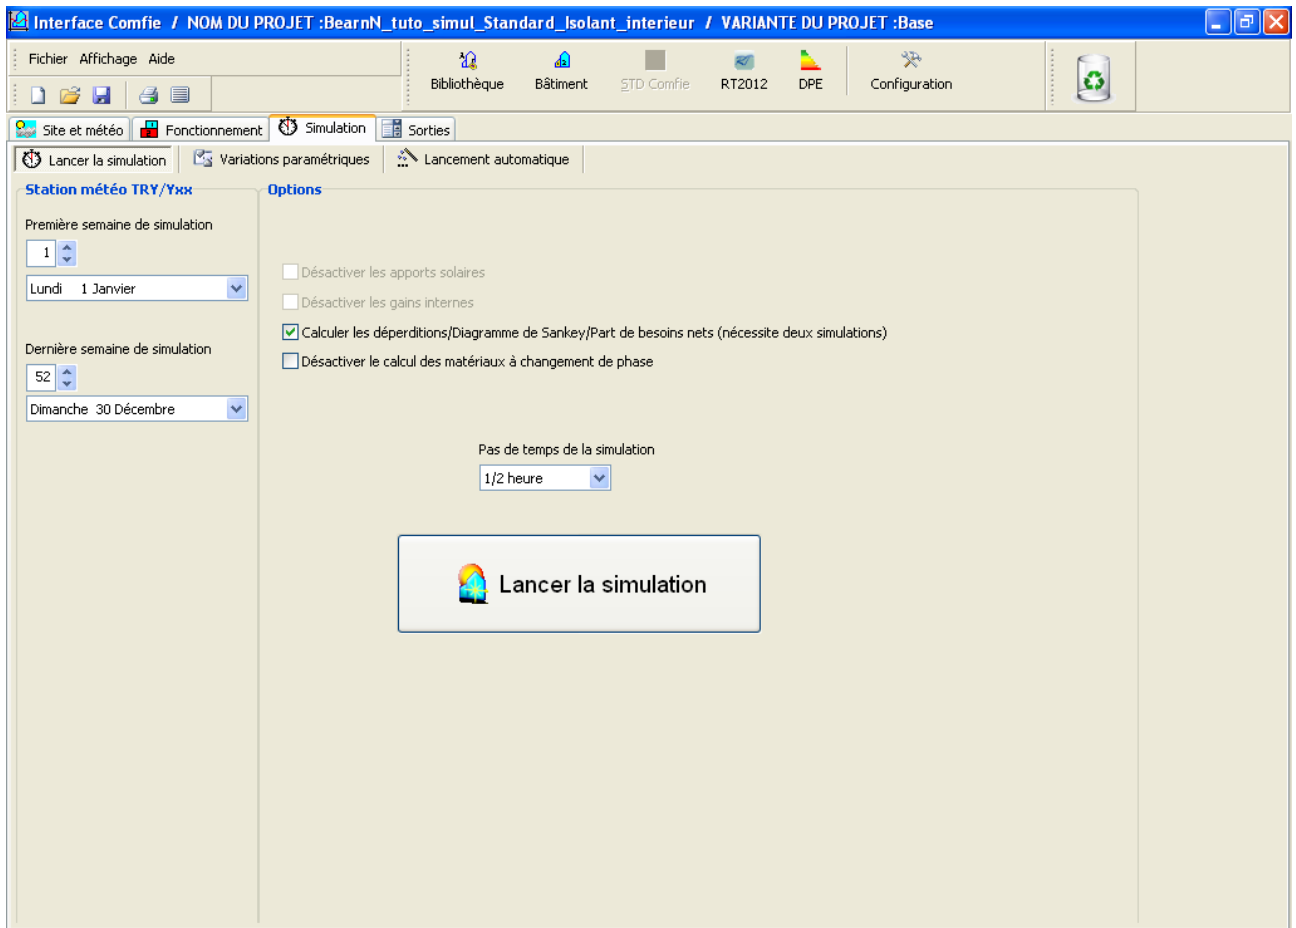 Interface Comfie / NOM DU PROJET :BearnN_tuto_simul_Standard_Isolant_interieur / VARIANTE DU PROJET :Base
Fichier Affichage Aide
Bibliothèque Bâtiment STD Comfie RT2012 DPE Configuration
Site et météo Fonctionnement Simulation Sorties
Lancer la simulation Variations paramétriques Lancement automatique
Station météo TRY/Yxx
Première semaine de simulation
1
Lundi 1 Janvier
Dernière semaine de simulation
52
Dimanche 30 Décembre
Options
Désactiver les apports solaires
Désactiver les gains internes
Calculer les déperditions/Diagramme de Sankey/Part de besoins nets (nécessite deux simulations)
Désactiver le calcul des matériaux à changement de phase
Pas de temps de la simulation
1/2 heure
Lancer la simulation